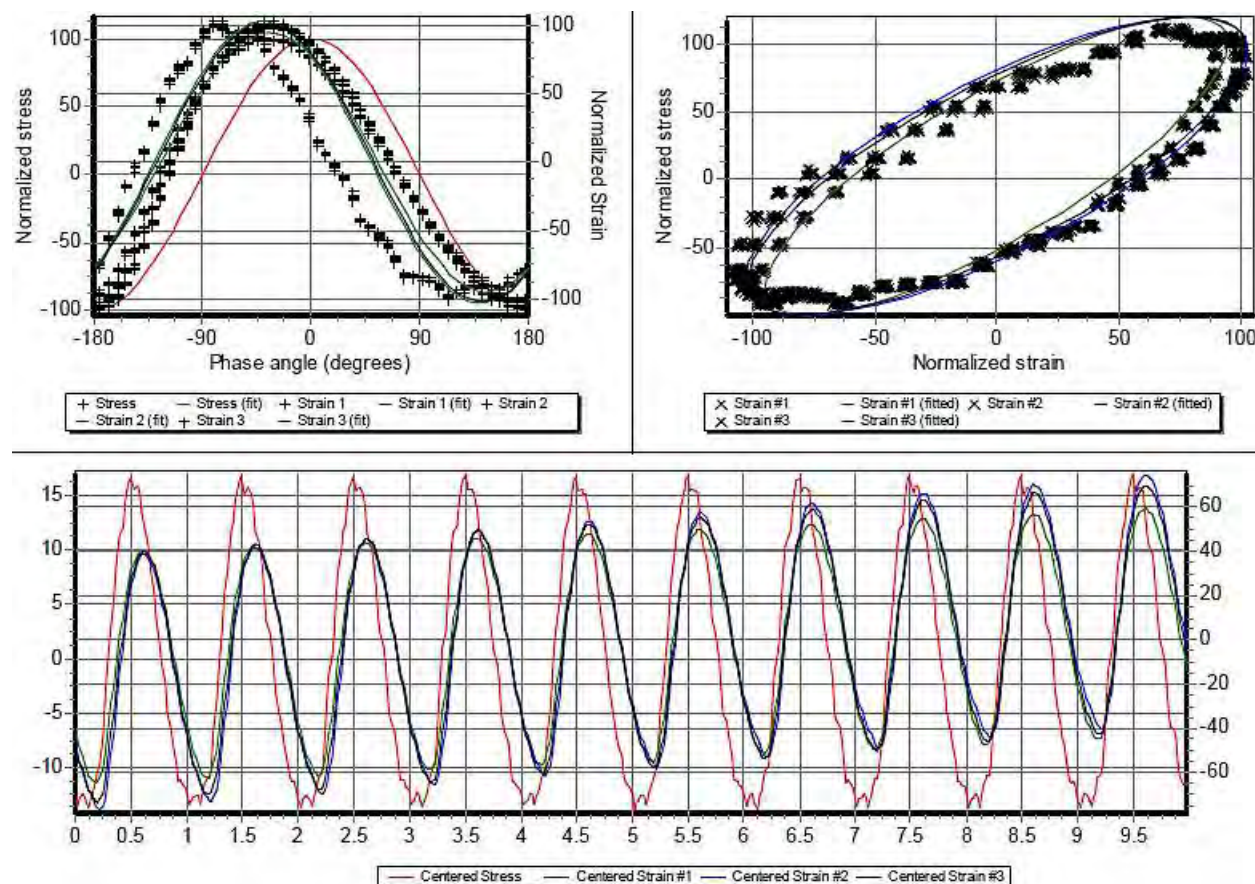 100
50
0
-50
-100
100
50
0
-50
-100
Normalized stress
Normalized Strain
-180 -90 0 90 180
Phase angle (degrees)
Stress Stress (fit) Strain 1 Strain 1 (fit) Strain 2
Strain 2 (fit) Strain 3 Strain 3 (fit)
100
50
0
-50
Normalized stress
-100 -50 0 50 100
Normalized strain
Strain #1 Strain #1 (fitted) Strain #2 Strain #2 (fitted)
Strain #3 Strain #3 (fitted)
15
10
5
0
-5
-10
60
40
20
0
-20
-40
-60
0 0.5 1 1.5 2 2.5 3 3.5 4 4.5 5 5.5 6 6.5 7 7.5 8 8.5 9 9.5
Centered Stress Centered Strain #1 Centered Strain #2 Centered Strain #3